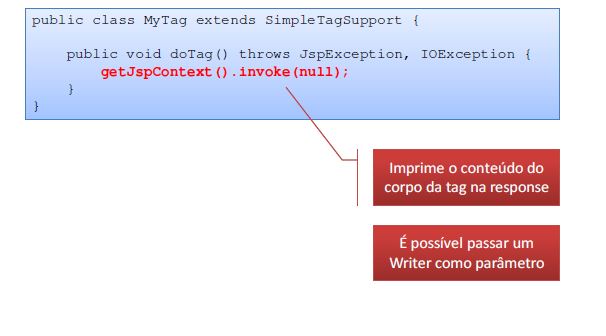 public class MyTag extends SimpleTagSupport {
public void doTag() throws JspException, IOException {
getJspContext().invoke(null);
}
}
Imprime o conteúdo do
corpo da tag na response
É possível passar um
Writer como parâmetro